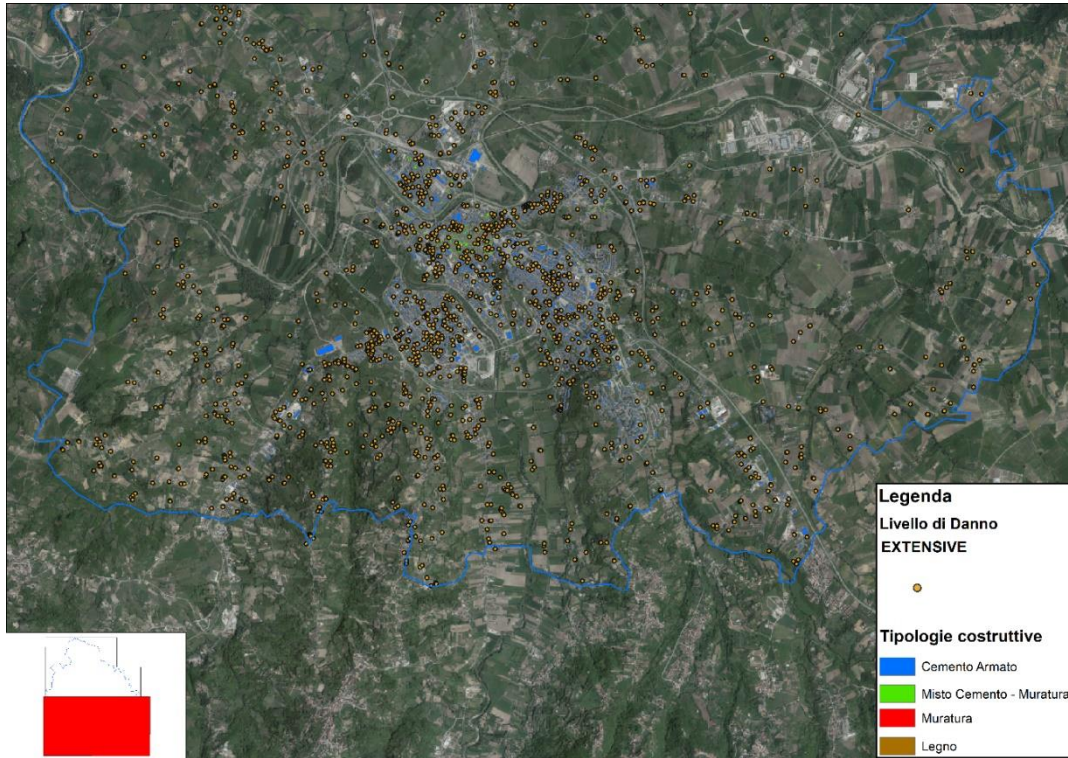 Legenda
Livello di Danno
EXTENSIVE
Tipologie costruttive
Cemento Armato
Misto Cemento - Muratura
Muratura
Legno